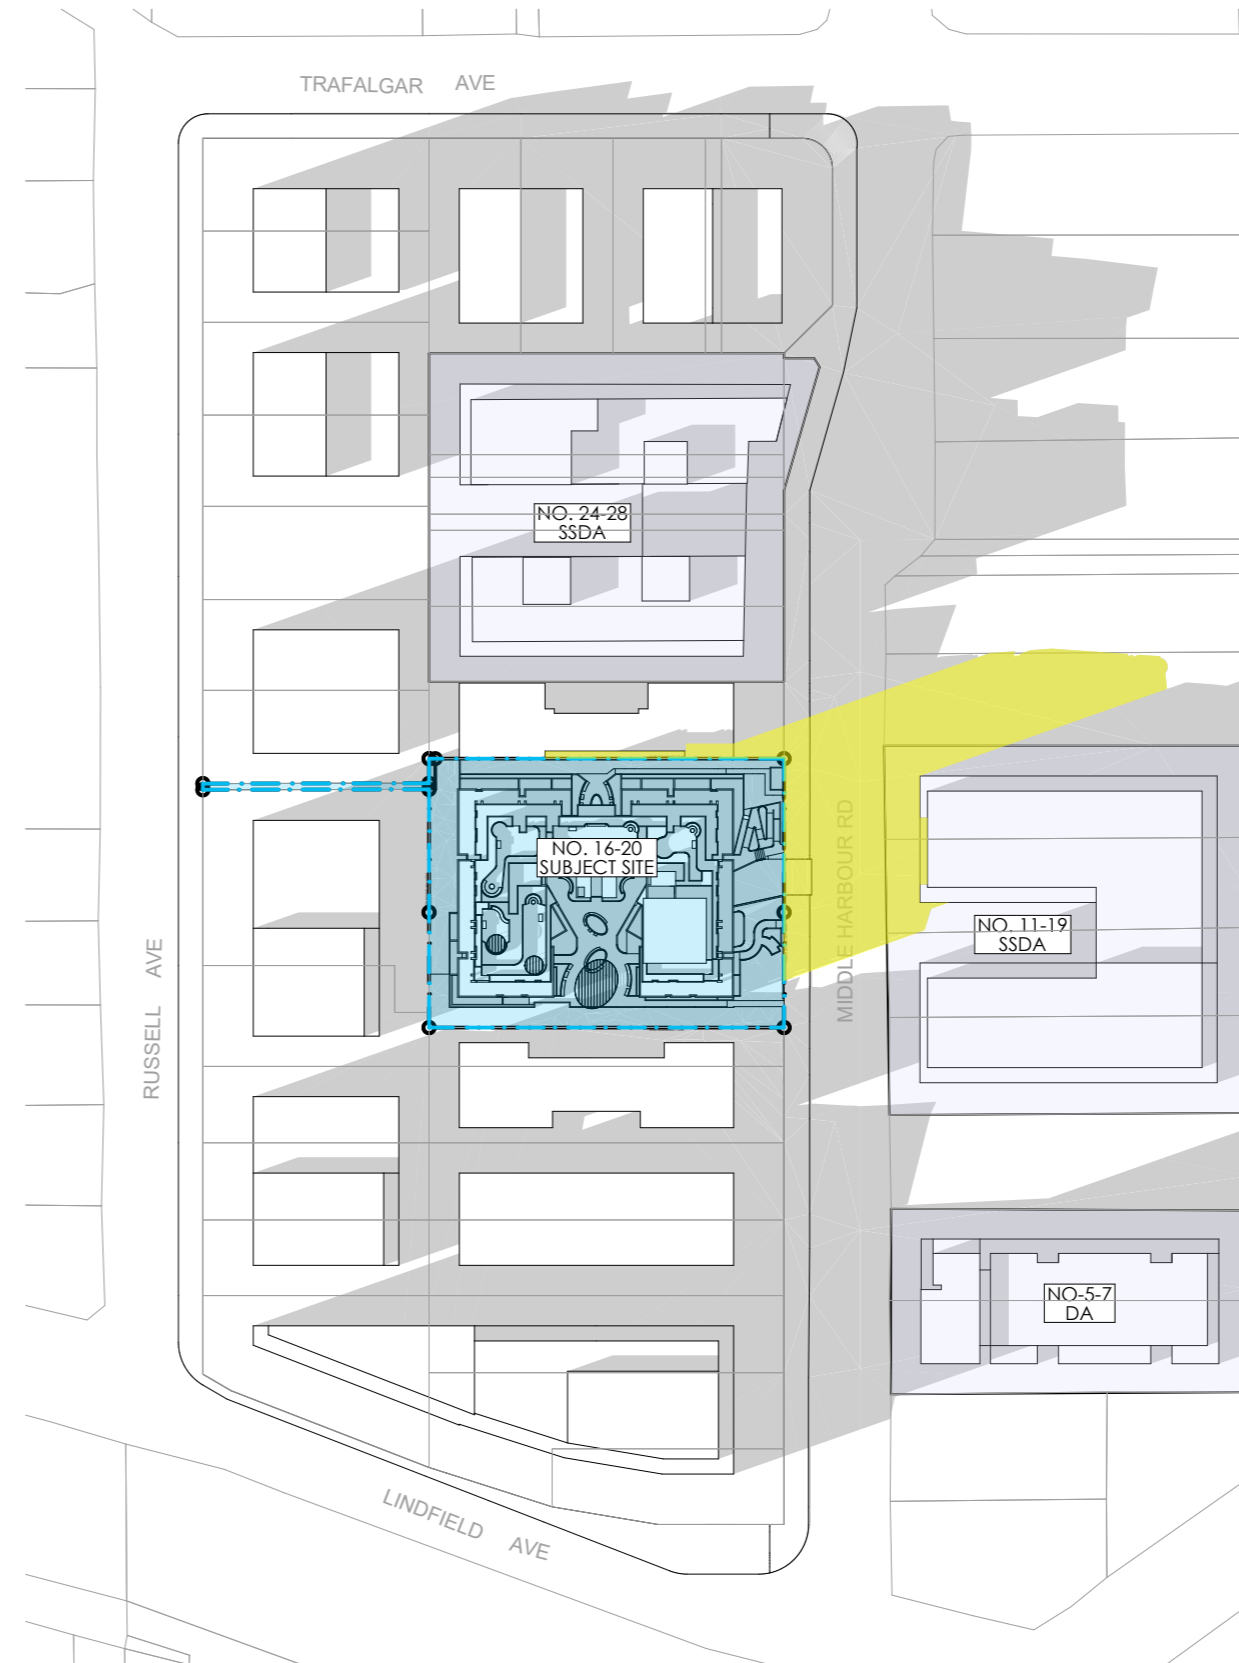 TRAFALGAR AVE
NO. 24-28
SSDA
NO. 16-20
SUBJECT SITE
MIDDLE HARBOUR RD
NO. 11-19
SSDA
RUSSELL AVE
NO-5-7
DA
LINDFIELD AVE